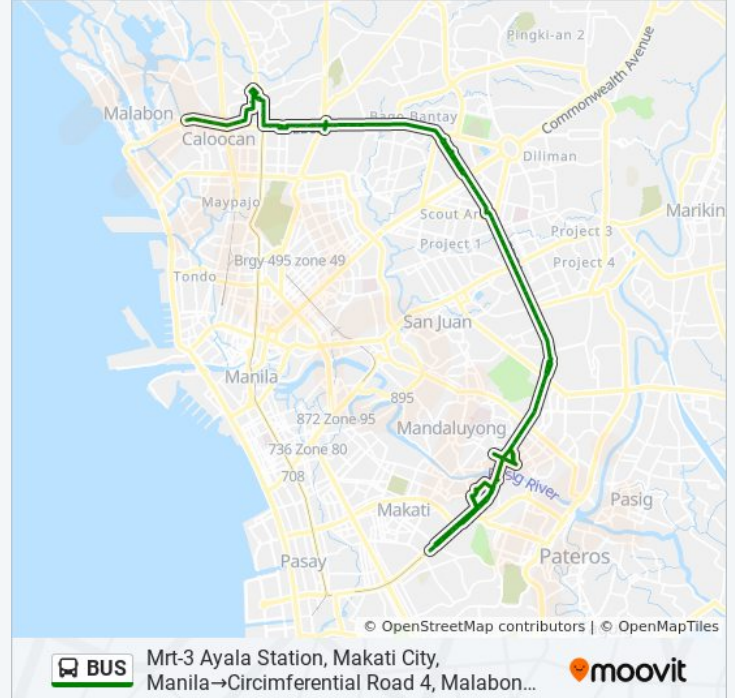 Pingki-an 2
Commonwealth Avenue
Malabon
Bago Bantay
Caloocan
Diliman
Maypajo
Scout Ar
Marikin
Project 1
Project 3
Brgy 495 zone 49
Project 4
Tondo
San Juan
Manila
895
872 Zone 95
Mandaluyong
736 Zone 80
708
Pasig River
Pasig
Makati
Pasay
Pateros
© OpenStreetMap contributors | © OpenMapTiles
BUS
Mrt-3 Ayala Station, Makati City,
Manila→Circimferential Road 4, Malabon...
moovit